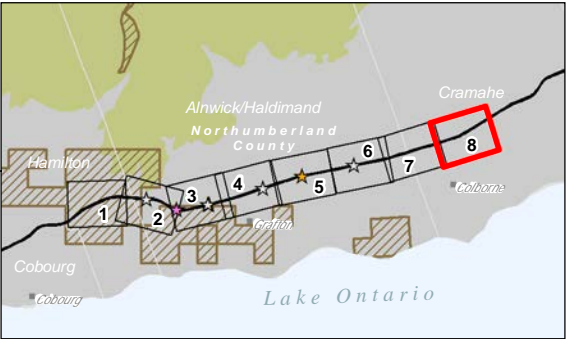 Cramahe
Alnwick/Haldimand
Northumberland
County
Hamilton
1
2
3
4
5
6
7
8
Colborne
Grafton
Cobourg
Cobourg
Lake Ontario